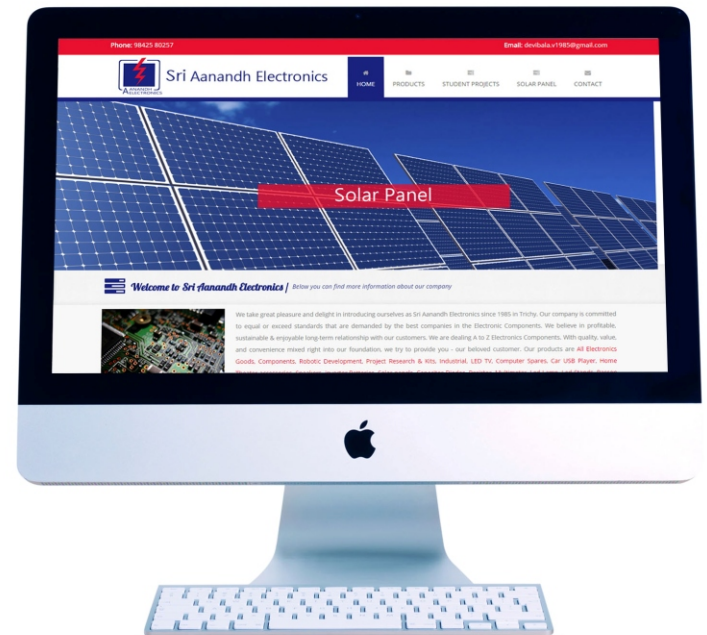 Phone: 98425 80257
Email: devibala.v1985@gmail.com
AANANDH
ELECTRONICS
Sri Aanandh Electronics
HOME
PRODUCTS
STUDENT PROJECTS
SOLAR PANEL
CONTACT
Solar Panel
Welcome to Sri Aanandh Electronics / Below you can find more information about our company
We take great pleasure and delight in introducing ourselves as Sri Aanandh Electronics since 1985 in Trichy. Our company is committed
to equal or exceed standards that are demanded by the best companies in the Electronic Components. We believe in profitable,
sustainable & enjoyable long-term relationship with our customers. We are dealing A to Z Electronics Components. With quality, value,
and convenience mixed right into our foundation, we try to provide you - our beloved customer. Our products are All Electronics
Goods, Components, Robotic Development, Project Research & Kits, Industrial, LED TV, Computer Spares, Car USB Player, Home